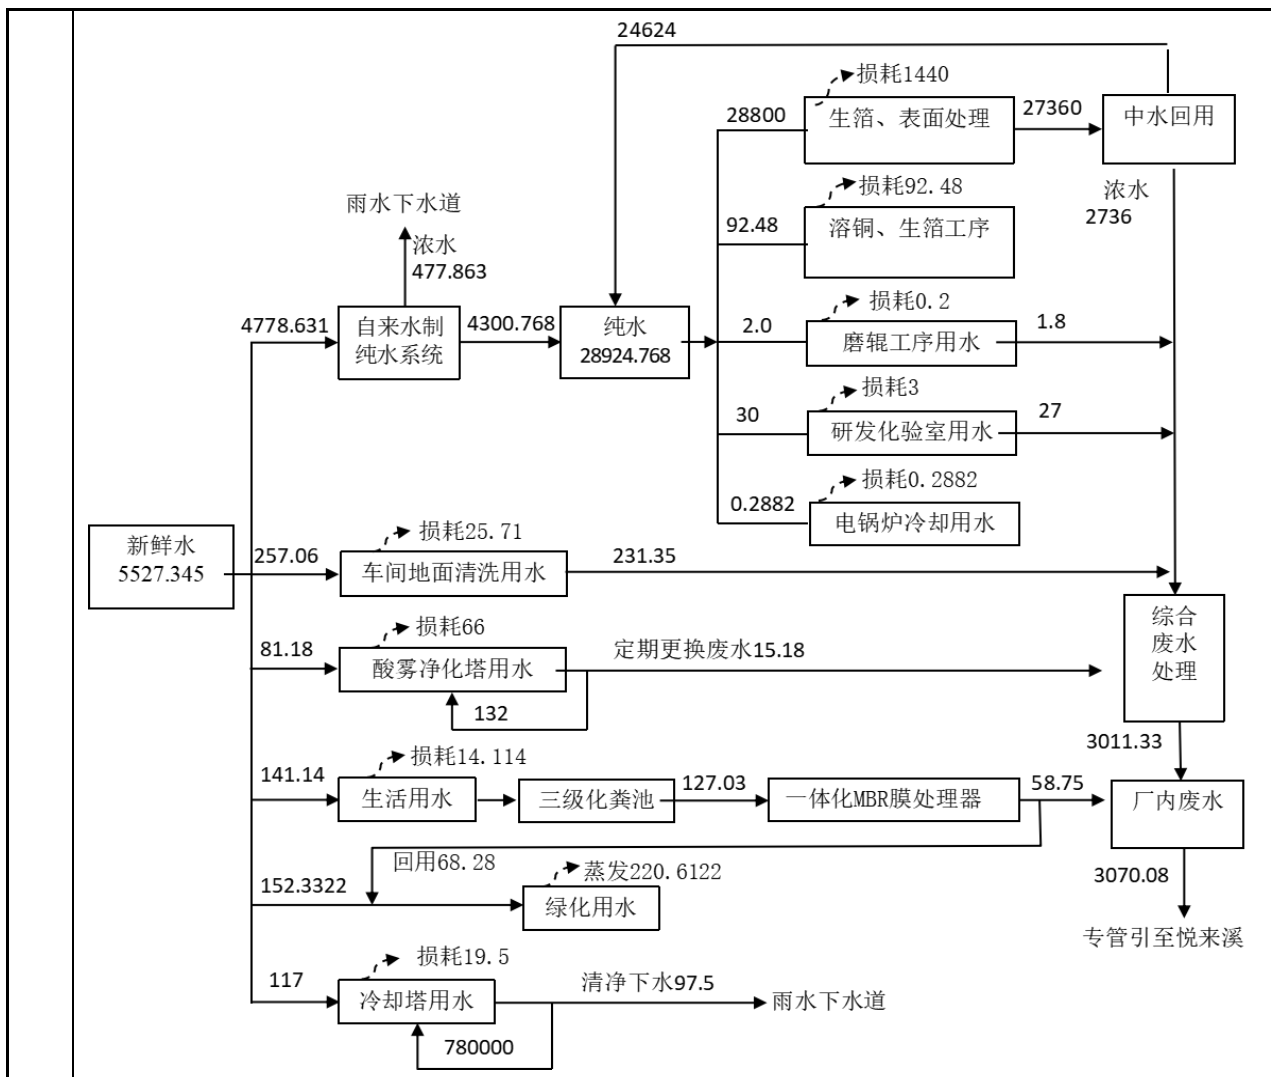 24624
损耗1440
28800
生箔、表面处理
27360
中水回用
损耗92.48
浓水
2736
92.48
溶铜、生箔工序
雨水下水道
浓水
477.863
4778.631
自来水制
纯水系统
4300.768
纯水
28924.768
损耗0.2
2.0
磨辊工序用水
1.8
损耗3
30
研发化验室用水
27
损耗0.2882
0.2882
电锅炉冷却用水
新鲜水
5527.345
损耗25.71
257.06
车间地面清洗用水
231.35
综合
废水
处理
损耗66
81.18
酸雾净化塔用水
定期更换废水15.18
132
3011.33
损耗14.114
141.14
生活用水
三级化粪池
127.03
一体化MBR膜处理器
58.75
厂内废水
回用68.28
152.3322
蒸发220.6122
绿化用水
3070.08
专管引至悦来溪
损耗19.5
117
冷却塔用水
清净下水97.5
雨水下水道
780000